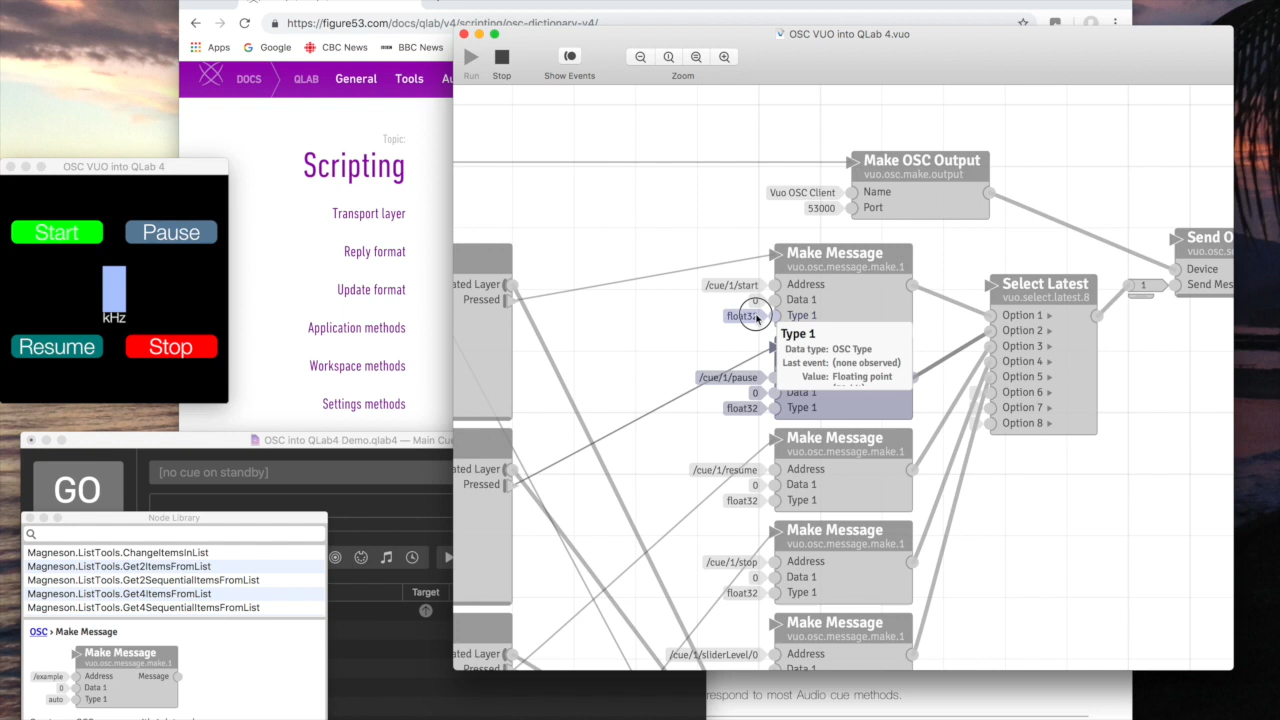 https://figure53.com/docs/qlab/v4/scripting/osc-dictionary-v4/
Apps
Google
CBC News
BBC News
DOCS
QLAB
General
Tools
Topic:
Scripting
Transport layer
Reply format
Update format
Application methods
Workspace methods
Settings methods
respond to most Audio cue methods.
OSC VUO into QLab 4
Start
Pause
kHz
Resume
Stop
OSC into QLab4 Demo.qlab4 — Main Cue
GO
[no cue on standby]
Target
Node Library
Magneson.ListTools.ChangeItemsInList
Magneson.ListTools.Get2ItemsFromList
Magneson.ListTools.Get2SequentialItemsFromList
Magneson.ListTools.Get4ItemsFromList
Magneson.ListTools.Get4SequentialItemsFromList
OSC › Make Message
Make Message
vuo.osc.message.make.1
/example Address Message
0 Data 1
auto Type 1
OSC VUO into QLab 4.vuo
Run
Stop
Show Events
Zoom
Make OSC Output
vuo.osc.make.output
Vuo OSC Client Name
53000 Port
Send O
vuo.osc.s
Device
1 Send Mes
ated Layer
Pressed
Make Message
vuo.osc.message.make.1
/cue/1/start Address
0 Data 1
float32 Type 1
Type 1
Data type: OSC Type
Last event: (none observed)
Value: Floating point
/cue/1/pause
0 Data 1
float32 Type 1
Select Latest
vuo.select.latest.8
Option 1
Option 2
Option 3
Option 4
Option 5
Option 6
Option 7
Option 8
ated Layer
Pressed
Make Message
vuo.osc.message.make.1
/cue/1/resume Address
0 Data 1
float32 Type 1
Make Message
vuo.osc.message.make.1
/cue/1/stop Address
0 Data 1
float32 Type 1
ated Layer
Pressed
Make Message
vuo.osc.message.make.1
/cue/1/sliderLevel/0 Address
Data 1